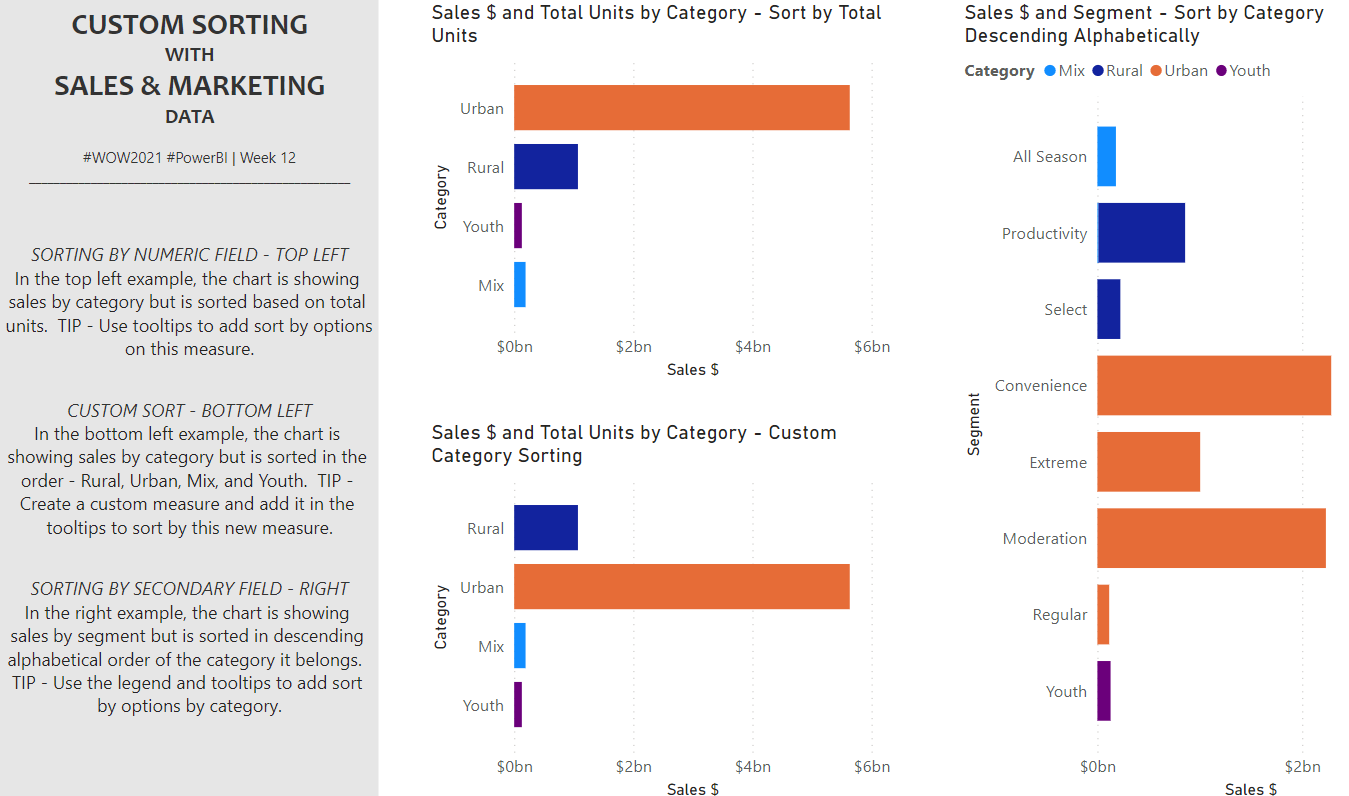 CUSTOM SORTING
WITH
SALES & MARKETING
DATA
#WOW2021 #PowerBI | Week 12
SORTING BY NUMERIC FIELD - TOP LEFT
In the top left example, the chart is showing
sales by category but is sorted based on total
units. TIP - Use tooltips to add sort by options
on this measure.
CUSTOM SORT - BOTTOM LEFT
In the bottom left example, the chart is
showing sales by category but is sorted in the
order - Rural, Urban, Mix, and Youth. TIP -
Create a custom measure and add it in the
tooltips to sort by this new measure.
SORTING BY SECONDARY FIELD - RIGHT
In the right example, the chart is showing
sales by segment but is sorted in descending
alphabetical order of the category it belongs.
TIP - Use the legend and tooltips to add sort
by options by category.
Sales $ and Total Units by Category - Sort by Total
Units
Category
Urban
Rural
Youth
Mix
$0bn $2bn $4bn $6bn
Sales $
Sales $ and Total Units by Category - Custom
Category Sorting
Category
Rural
Urban
Mix
Youth
$0bn $2bn $4bn $6bn
Sales $
Sales $ and Segment - Sort by Category
Descending Alphabetically
Category Mix Rural Urban Youth
Segment
All Season
Productivity
Select
Convenience
Extreme
Moderation
Regular
Youth
$0bn $2bn
Sales $